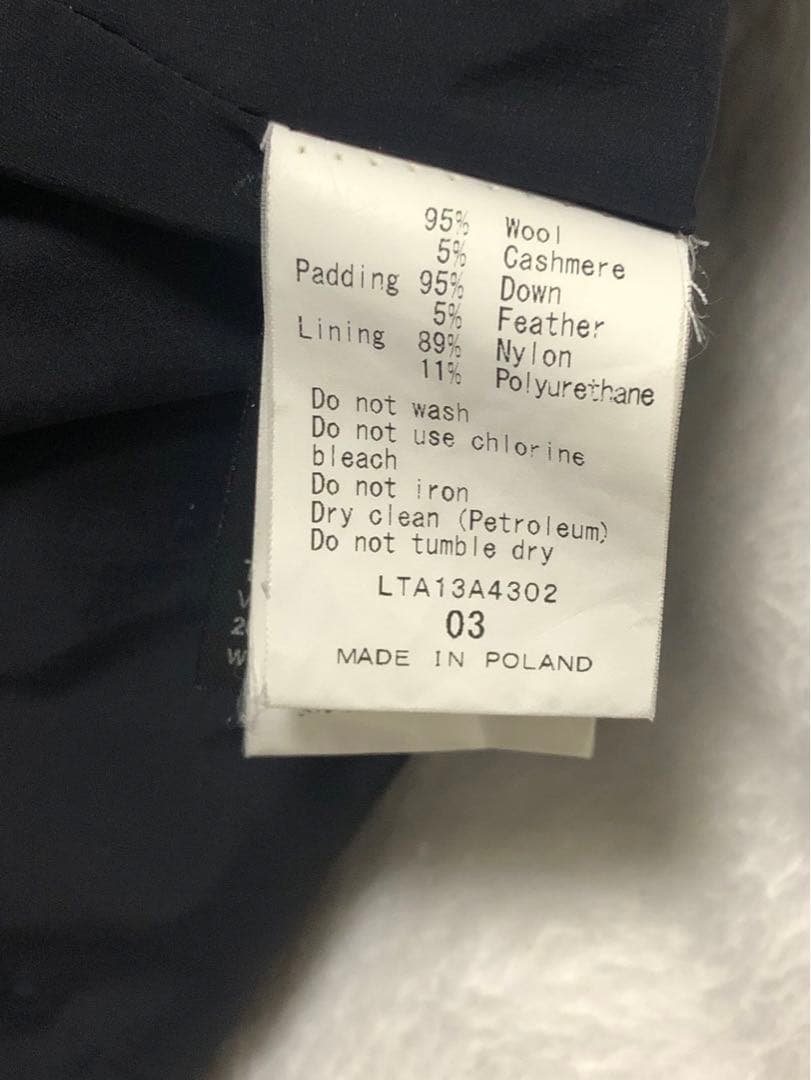 95% Wool
5% Cashmere
Padding 95% Down
5% Feather
Lining 89% Nylon
11% Polyurethane
Do not wash
Do not use chlorine
bleach
Do not iron
Dry clean (Petroleum)
Do not tumble dry
LTA13A4302
03
MADE IN POLAND